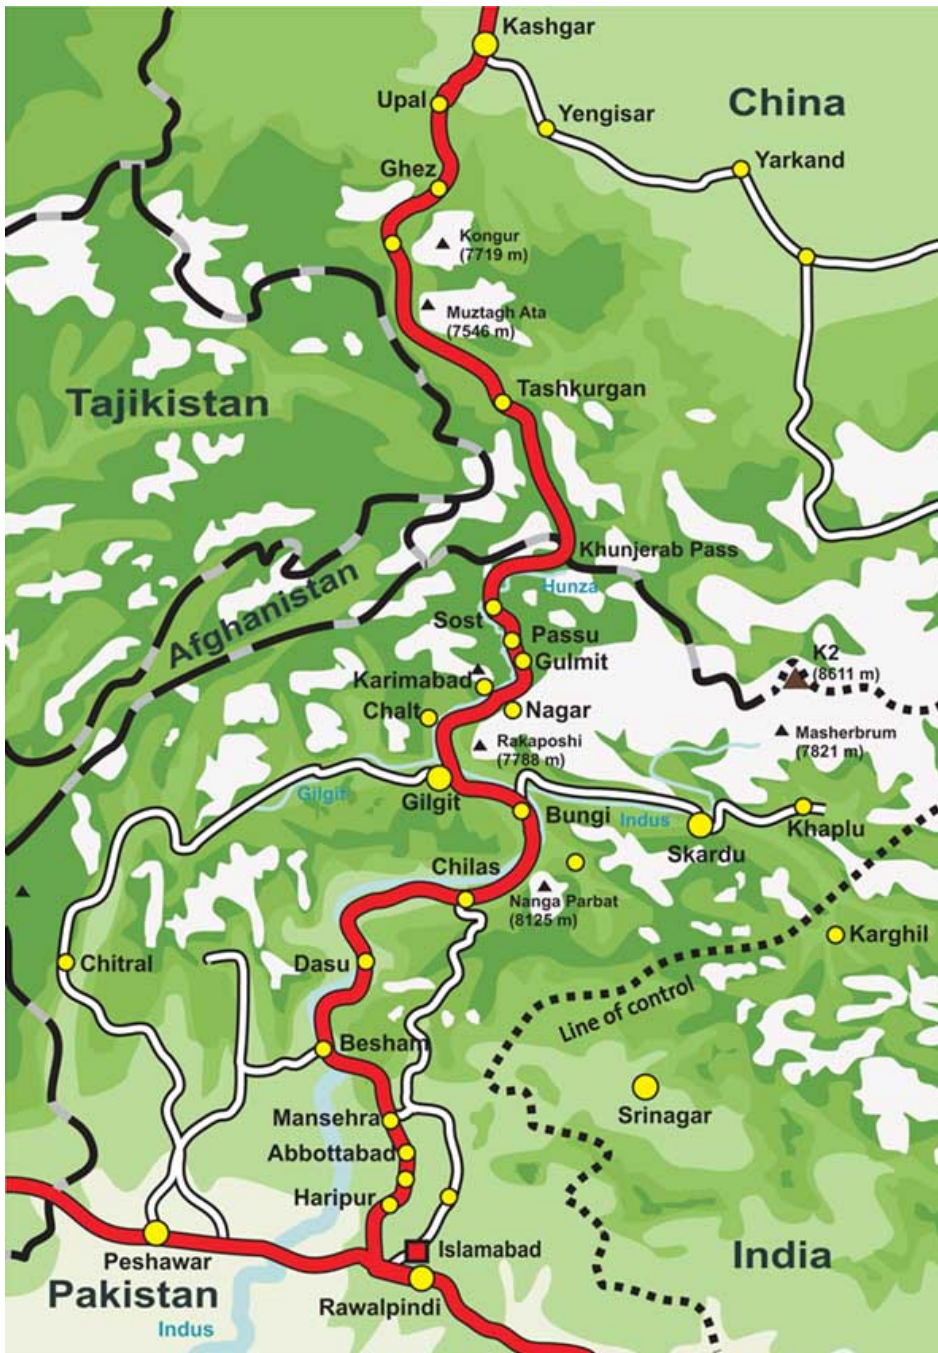 Kashgar
China
Upal
Yengisar
Yarkand
Ghez
Kongur
(7719 m)
Muztagh Ata
(7546 m)
Tajikistan
Tashkurgan
Khunjerab Pass
Afghanistan
Hunza
Sost
Passu
K2
(8611 m)
Gulmit
Karimabad
Chalt
Nagar
Rakaposhi
(7788 m)
Masherbrum
(7821 m)
Gilgit
Gilgit
Bungi
Indus
Khaplu
Skardu
Chilas
Nanga Parbat
(8125 m)
Karghil
Chitral
Dasu
Line of control
Besham
Mansehra
Srinagar
Abbottabad
Haripur
Islamabad
India
Peshawar
Pakistan
Rawalpindi
Indus